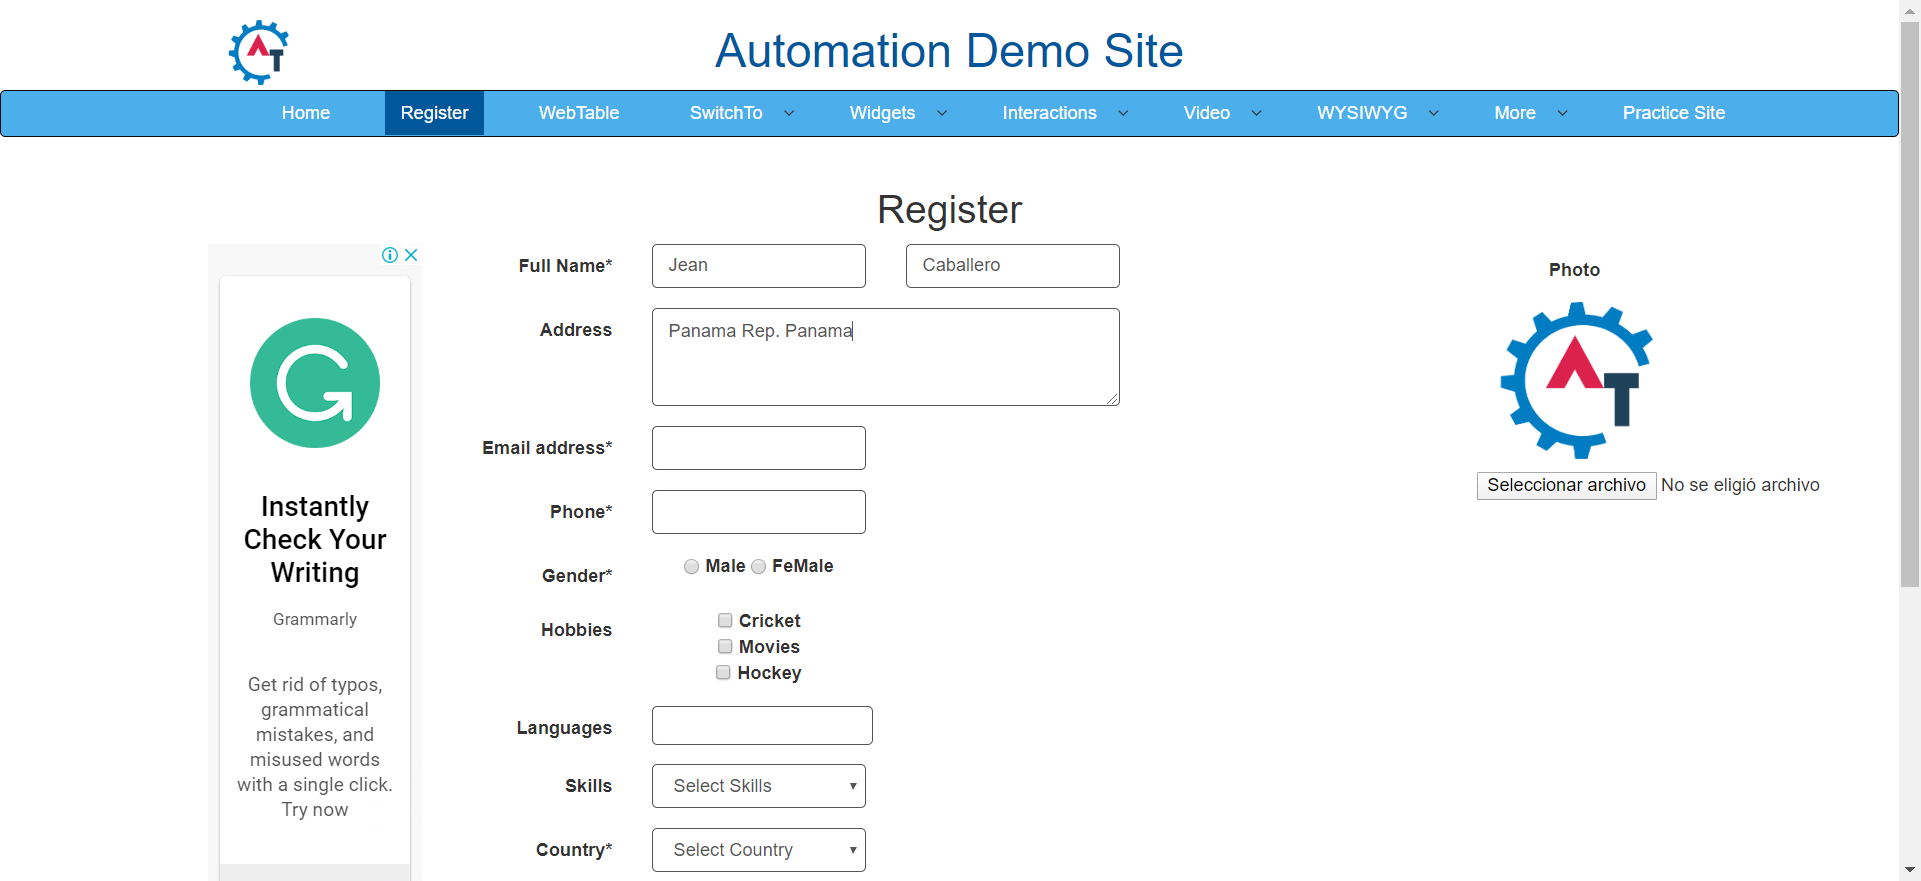 AT
Automation Demo Site
Home Register WebTable SwitchTo Widgets Interactions Video WYSIWYG More Practice Site
Register
Full Name* Jean Caballero
Address Panama Rep. Panama
Email address*
Phone*
Gender* Male FeMale
Hobbies Cricket
Movies
Hockey
Languages
Skills Select Skills
Country* Select Country
Photo
AT
Seleccionar archivo No se eligió archivo
G
Instantly
Check Your
Writing
Grammarly
Get rid of typos,
grammatical
mistakes, and
misused words
with a single click.
Try now